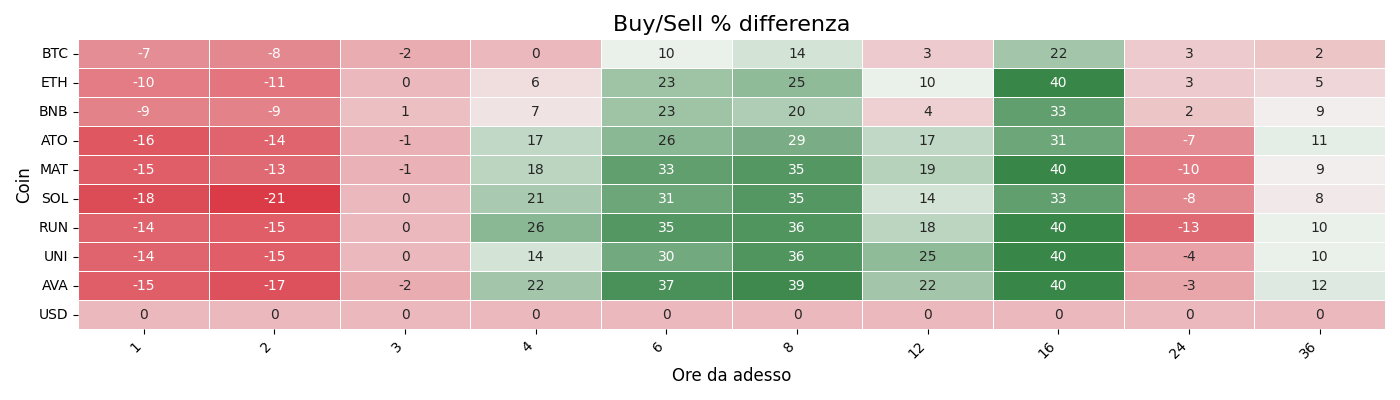 Buy/Sell % differenza
Coin
BTC -7 -8 -2 0 10 14 3 22 3 2
ETH -10 -11 0 6 23 25 10 40 3 5
BNB -9 -9 1 7 23 20 4 33 2 9
ATO -16 -14 -1 17 26 29 17 31 -7 11
MAT -15 -13 -1 18 33 35 19 40 -10 9
SOL -18 -21 0 21 31 35 14 33 -8 8
RUN -14 -15 0 26 35 36 18 40 -13 10
UNI -14 -15 0 14 30 36 25 40 -4 10
AVA -15 -17 -2 22 37 39 22 40 -3 12
USD 0 0 0 0 0 0 0 0 0 0
1 2 3 4 6 8 12 16 24 36
Ore da adesso